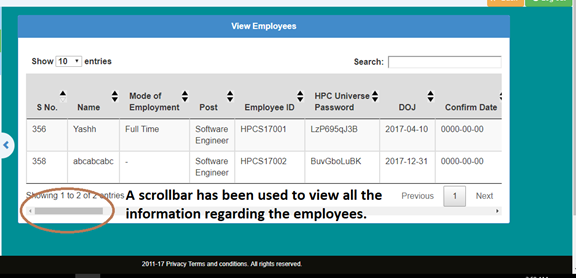 View Employees
Show 10 entries Search:
S No. Name Mode of Employment Post Employee ID HPC Universe Password DOJ Confirm Date
356 Yashh Full Time Software Engineer HPCS17001 LzP695qJ3B 2017-04-10 0000-00-00
358 abcabcabc - Software Engineer HPCS17002 BuvGboLuBK 2017-12-31 0000-00-00
Showing 1 to 2 of 2 entries Previous 1 Next
A scrollbar has been used to view all the
information regarding the employees.
2011-17 Privacy Terms and conditions. All rights reserved.